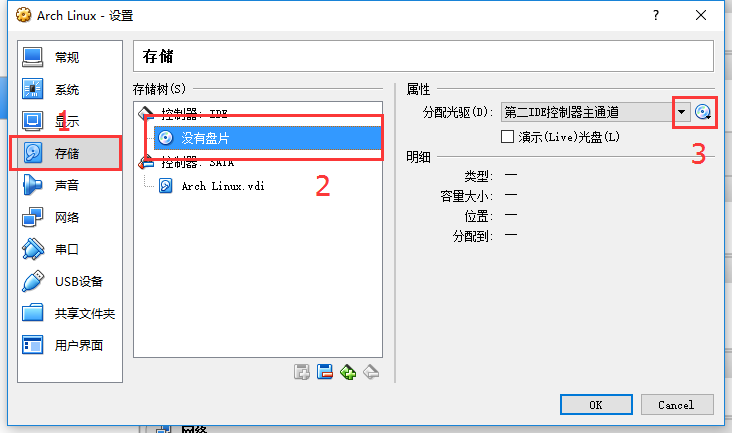 Arch Linux - 设置
?
常规
系统
显示
存储
声音
网络
串口
USB设备
共享文件夹
用户界面
1
存储
存储树(S)
控制器: IDE
没有盘片
控制器: SATA
Arch Linux.vdi
2
属性
分配光驱(D): 第二IDE控制器主通道
演示(Live)光盘(L)
3
明细
类型: —
容量大小: —
位置: —
分配到: —
OK
Cancel
网络